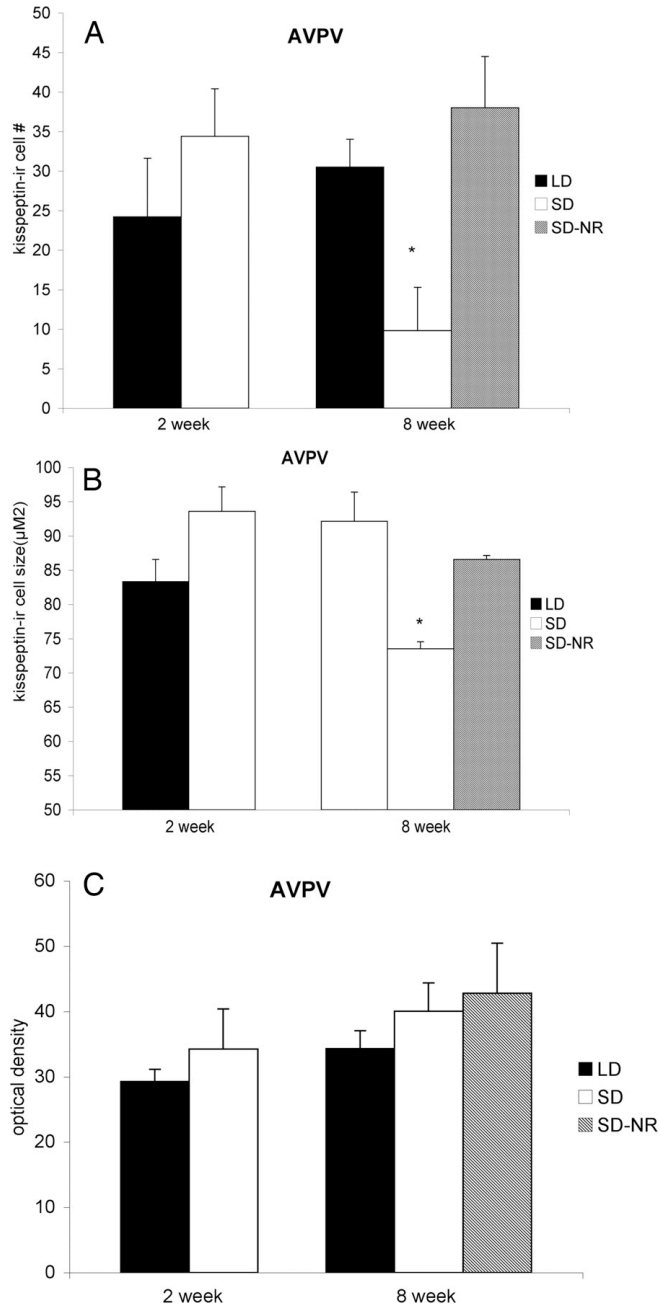 A
AVPV
50
45
40
35
30
25
20
15
10
5
0
kisspeptin-ir cell #
*
LD
SD
SD-NR
2 week
8 week
B
AVPV
100
95
90
85
80
75
70
65
60
55
50
kisspeptin-ir cell size(µM2)
*
LD
SD
SD-NR
2 week
8 week
C
AVPV
60
50
40
30
20
10
0
optical density
LD
SD
SD-NR
2 week
8 week